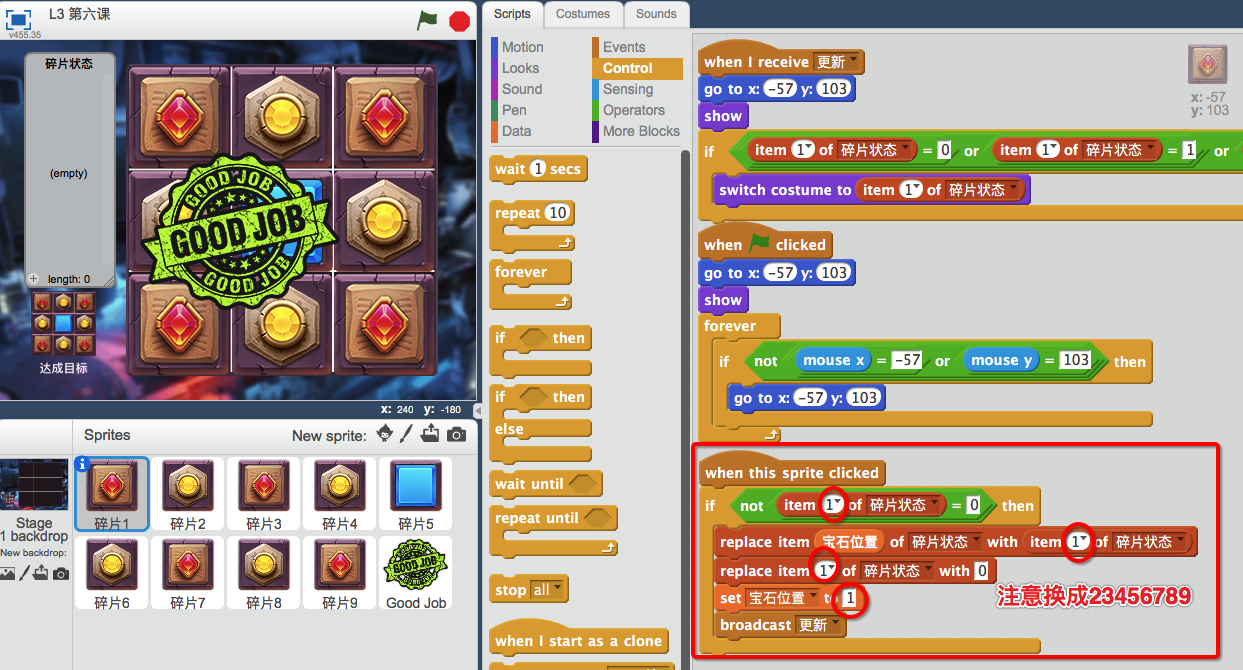 L3 第六课
v455.35
碎片状态
(empty)
+ length: 0
达成目标
GOOD JOB
GOOD JOB
GOOD JOB
x: 240 y: -180
Sprites
New sprite:
Stage
1 backdrop
New backdrop:
碎片1
碎片2
碎片3
碎片4
碎片5
碎片6
碎片7
碎片8
碎片9
Good Job
Scripts
Costumes
Sounds
Motion
Looks
Sound
Pen
Data
Events
Control
Sensing
Operators
More Blocks
wait 1 secs
repeat 10
forever
if then
if then
else
wait until
repeat until
stop all
when I start as a clone
x: -57
y: 103
when I receive 更新
go to x: -57 y: 103
show
if item 1 of 碎片状态 = 0 or item 1 of 碎片状态 = 1 or
switch costume to item 1 of 碎片状态
when clicked
go to x: -57 y: 103
show
forever
if not mouse x = -57 or mouse y = 103 then
go to x: -57 y: 103
when this sprite clicked
if not item 1 of 碎片状态 = 0 then
replace item 宝石位置 of 碎片状态 with item 1 of 碎片状态
replace item 1 of 碎片状态 with 0
set 宝石位置 to 1
broadcast 更新
注意换成23456789